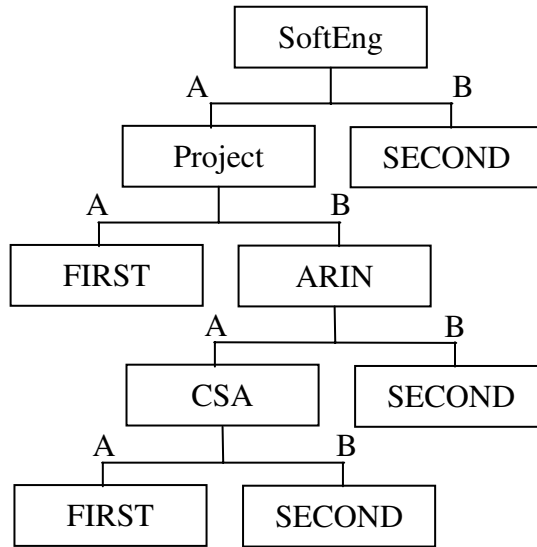 SoftEng
A B
Project SECOND
A B
FIRST ARIN
A B
CSA SECOND
A B
FIRST SECOND